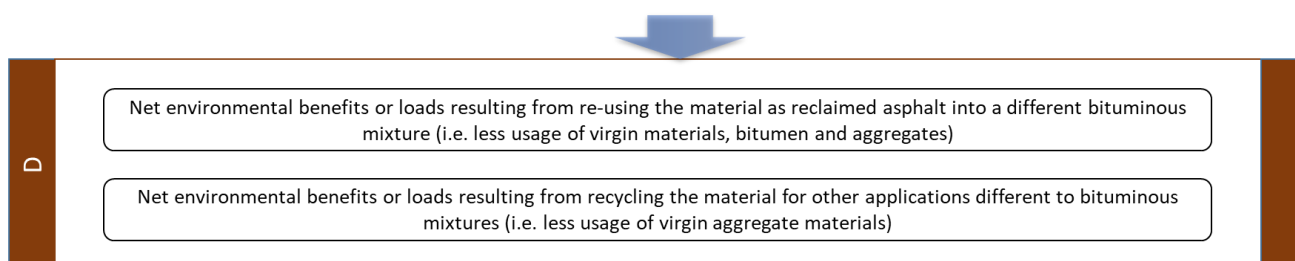 Net environmental benefits or loads resulting from re-using the material as reclaimed asphalt into a different bituminous
mixture (i.e. less usage of virgin materials, bitumen and aggregates)
D
Net environmental benefits or loads resulting from recycling the material for other applications different to bituminous
mixtures (i.e. less usage of virgin aggregate materials)